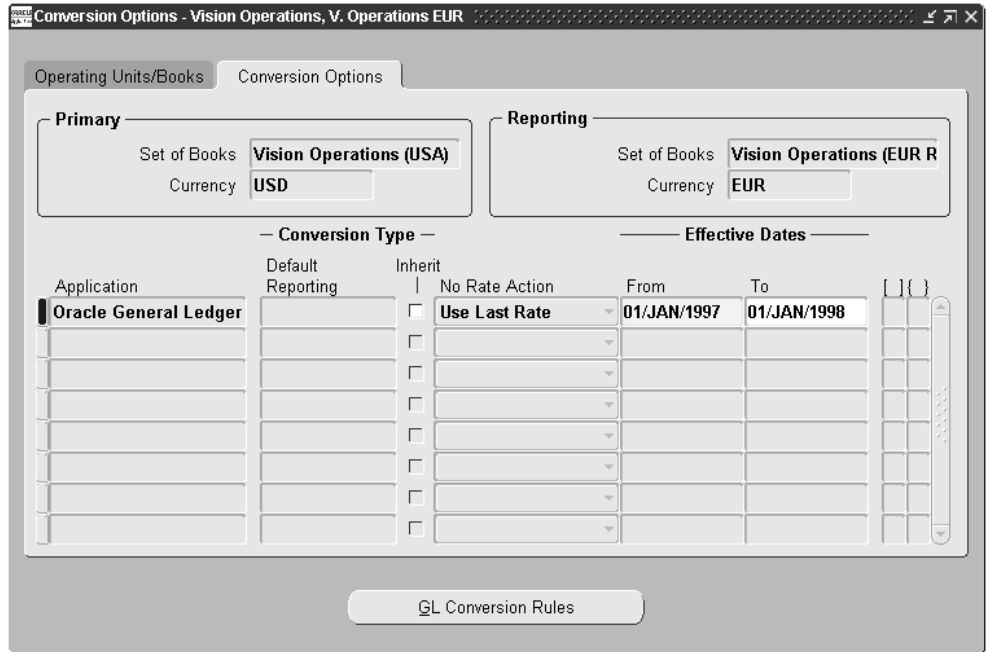 Conversion Options - Vision Operations, V. Operations EUR
Operating Units/Books Conversion Options
Primary Reporting
Set of Books Vision Operations (USA) Set of Books Vision Operations (EUR R
Currency USD Currency EUR
Conversion Type Effective Dates
Default Inherit
Application Reporting No Rate Action From To [ ]{ }
Oracle General Ledger Use Last Rate 01/JAN/1997 01/JAN/1998
GL Conversion Rules